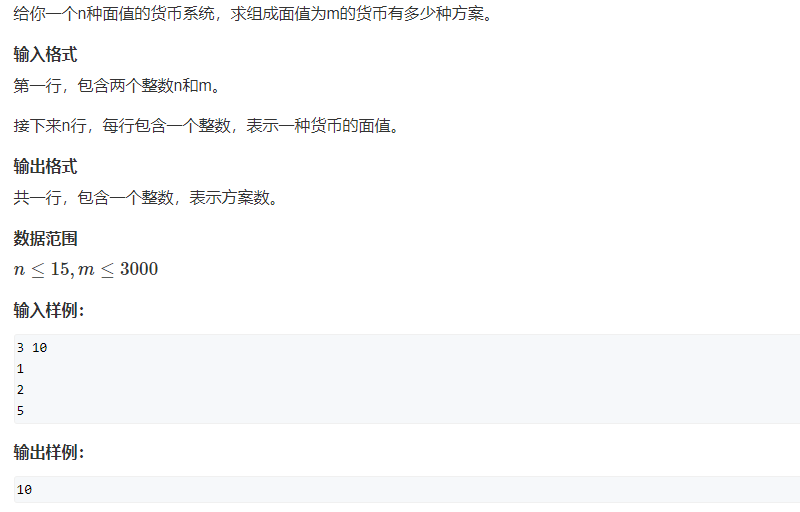 给你一个n种面值的货币系统，求组成面值为m的货币有多少种方案。
输入格式
第一行，包含两个整数n和m。
接下来n行，每行包含一个整数，表示一种货币的面值。
输出格式
共一行，包含一个整数，表示方案数。
数据范围
n ≤ 15, m ≤ 3000
输入样例：
3 10
1
2
5
输出样例：
10